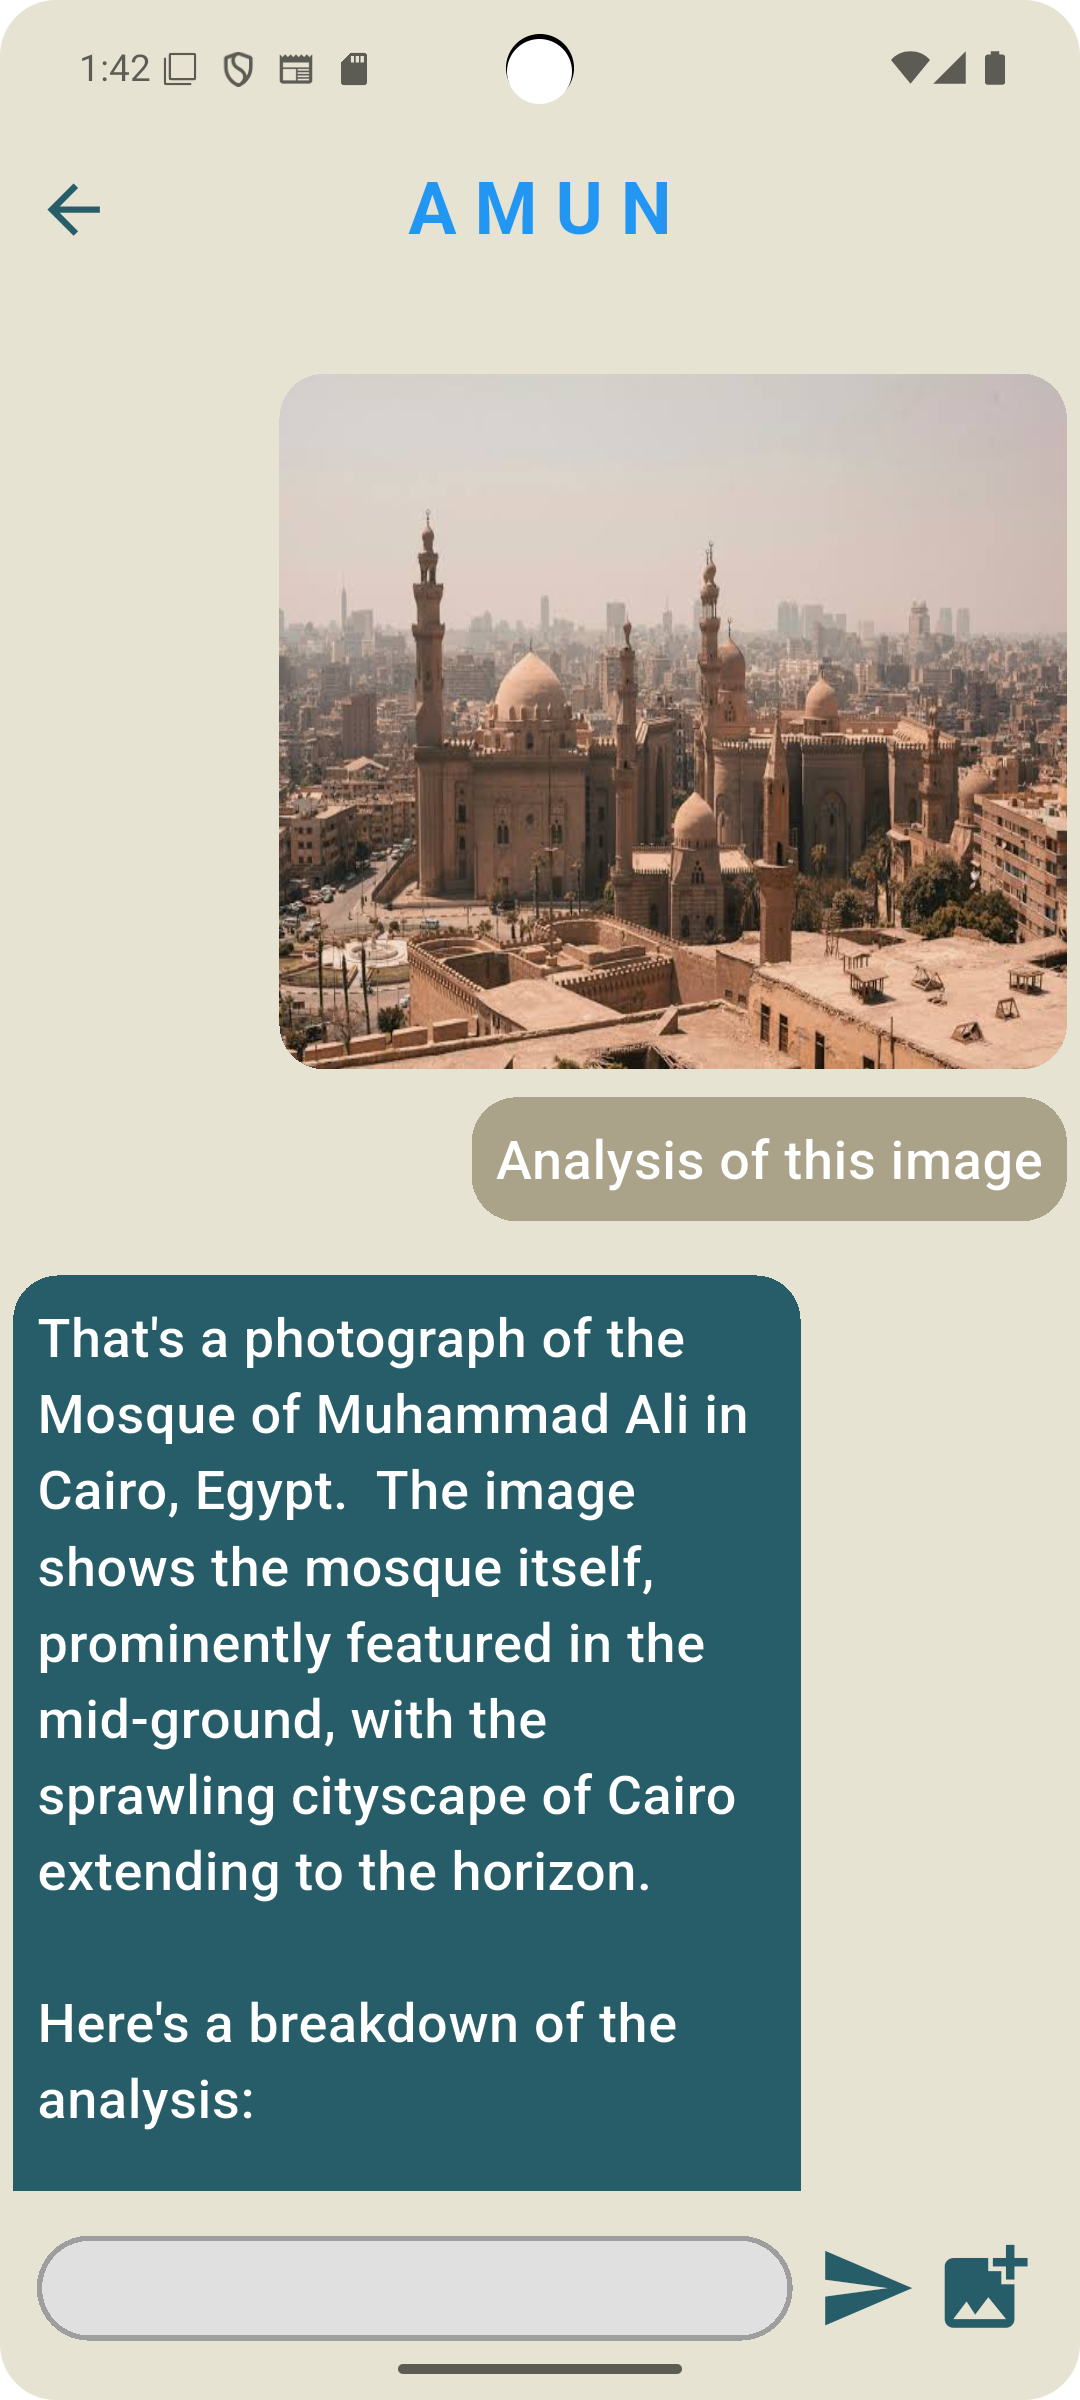 1:42
AMUN
Analysis of this image
That's a photograph of the
Mosque of Muhammad Ali in
Cairo, Egypt.  The image
shows the mosque itself,
prominently featured in the
mid-ground, with the
sprawling cityscape of Cairo
extending to the horizon.
Here's a breakdown of the
analysis: